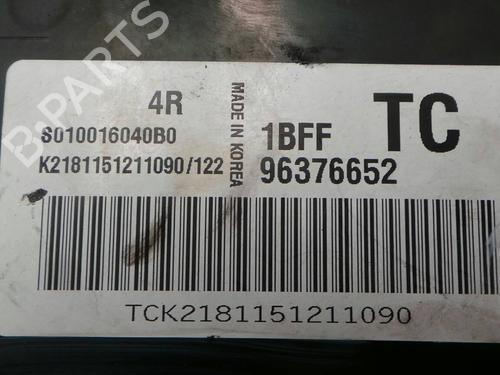 4R
S010016040B0
K2181151211090/122
MADE IN KOREA
1BFF
TC
96376652
TCK2181151211090
B-PARTS